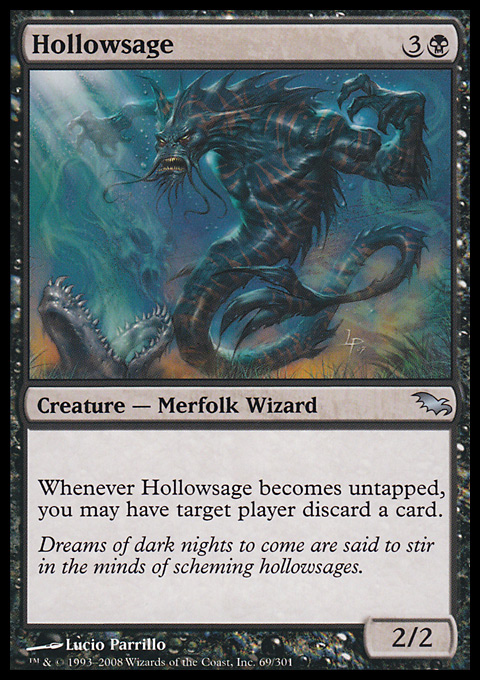 Hollowsage 3
Creature — Merfolk Wizard
Whenever Hollowsage becomes untapped,
you may have target player discard a card.
Dreams of dark nights to come are said to stir
in the minds of scheming hollowsages.
Lucio Parrillo
2/2
™ & © 1993–2008 Wizards of the Coast, Inc. 69/301